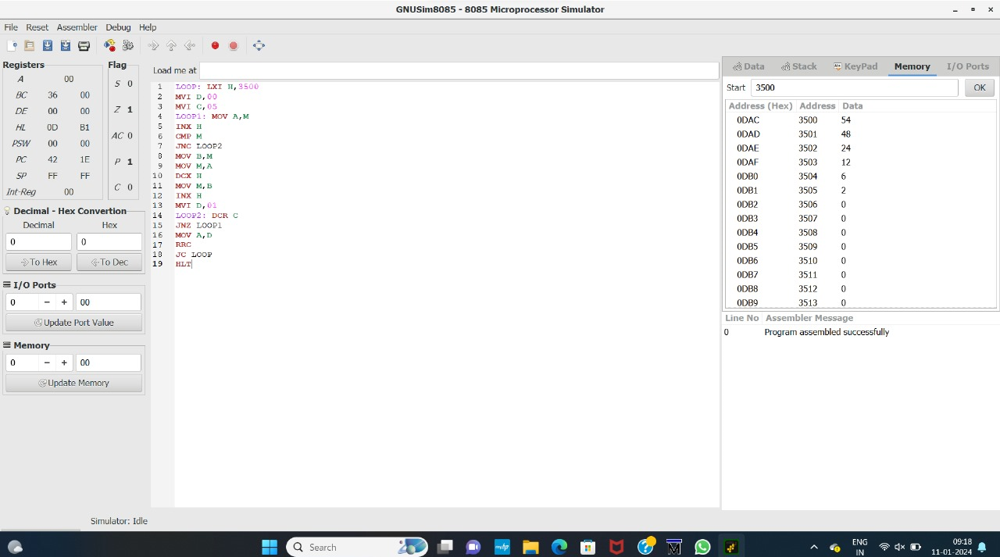 GNUSim8085 - 8085 Microprocessor Simulator
File Reset Assembler Debug Help
Registers
A 00
BC 36 00
DE 00 00
HL 0D B1
PSW 00 00
PC 42 1E
SP FF FF
Int-Reg 00
Flag
S 0
Z 1
AC 0
P 1
C 0
Decimal - Hex Convertion
Decimal Hex
0 0
To Hex To Dec
I/O Ports
0 - + 00
Update Port Value
Memory
0 - + 00
Update Memory
Load me at
1 LOOP: LXI H,3500
2 MVI D,00
3 MVI C,05
4 LOOP1: MOV A,M
5 INX H
6 CMP M
7 JNC LOOP2
8 MOV B,M
9 MOV M,A
10 DCX H
11 MOV M,B
12 INX H
13 MVI D,01
14 LOOP2: DCR C
15 JNZ LOOP1
16 MOV A,D
17 RRC
18 JC LOOP
19 HLT
Data Stack KeyPad Memory I/O Ports
Start 3500 OK
Address (Hex) Address Data
0DAC 3500 54
0DAD 3501 48
0DAE 3502 24
0DAF 3503 12
0DB0 3504 6
0DB1 3505 2
0DB2 3506 0
0DB3 3507 0
0DB4 3508 0
0DB5 3509 0
0DB6 3510 0
0DB7 3511 0
0DB8 3512 0
0DB9 3513 0
Line No Assembler Message
0 Program assembled successfully
Simulator: Idle
Search
ENG
IN
09:18
11-01-2024